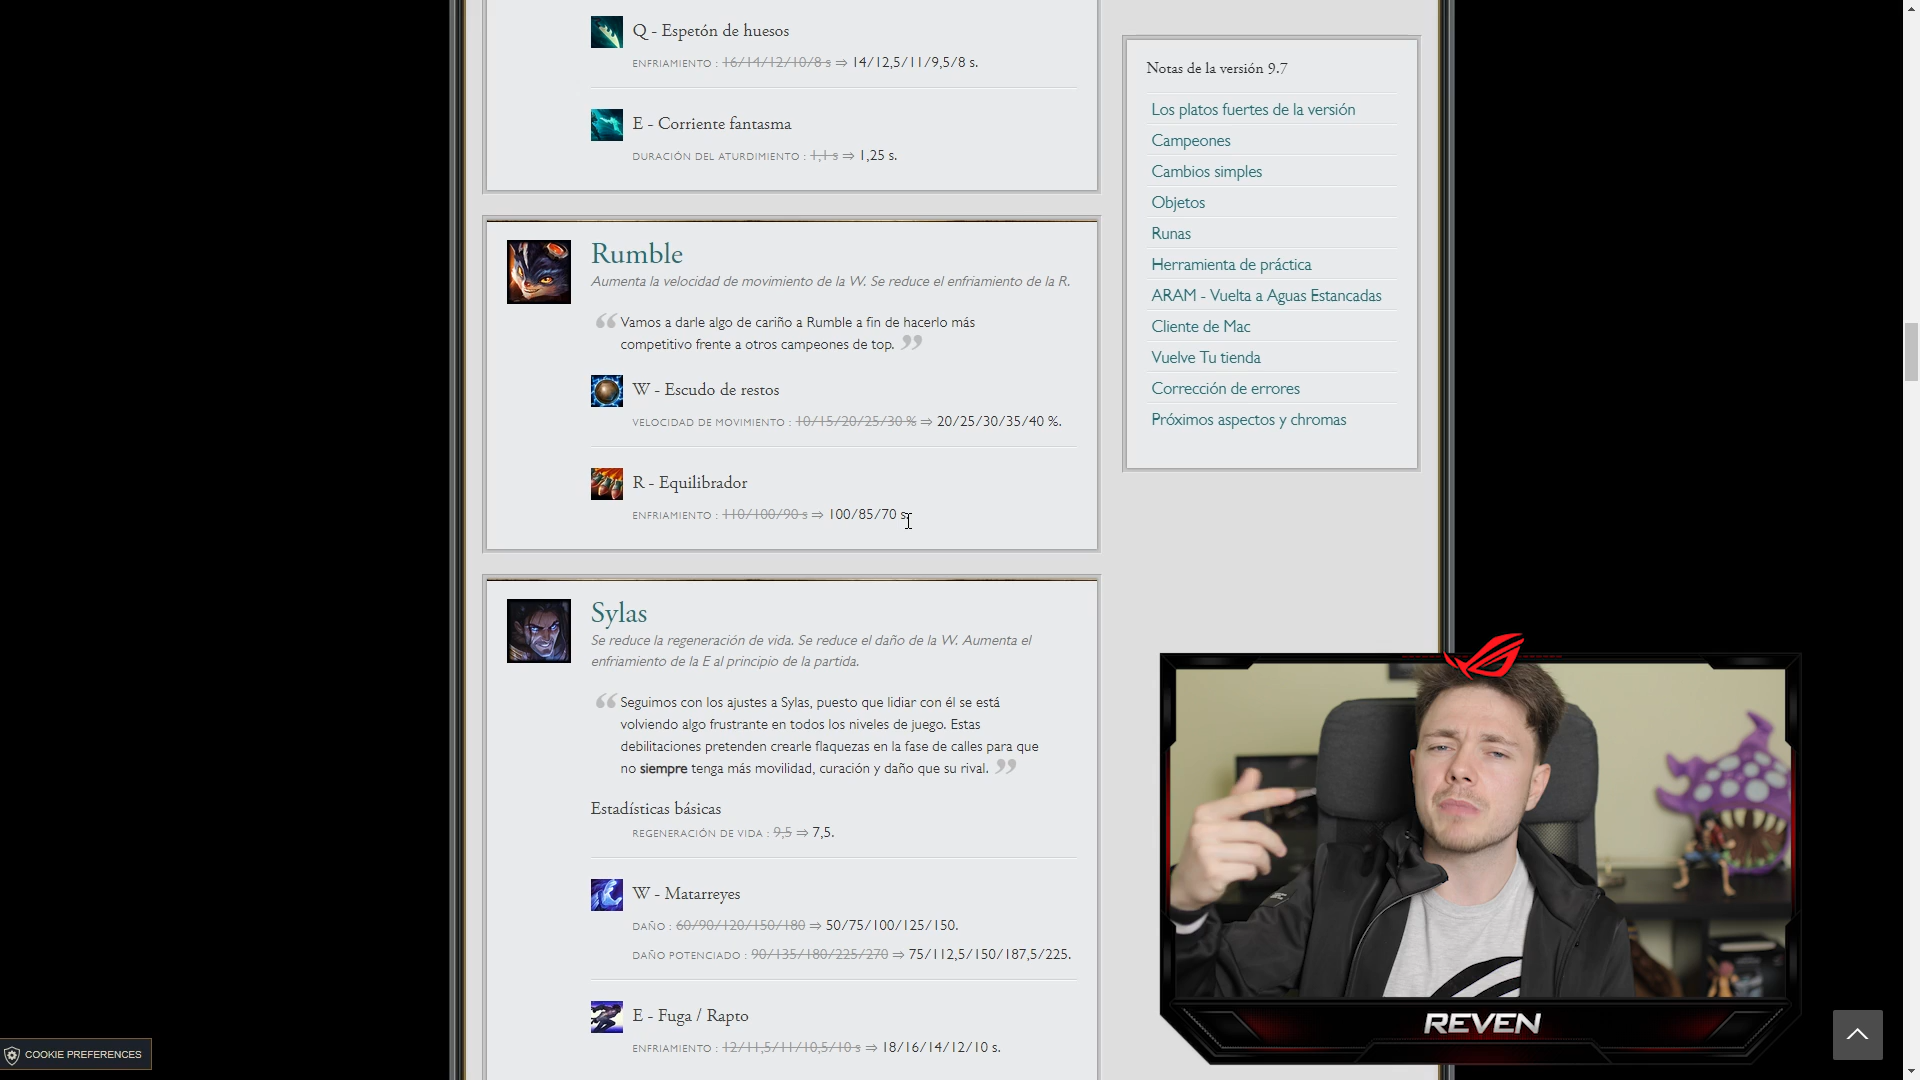 Q - Espetón de huesos
ENFRIAMIENTO : 16/14/12/10/8 s ⇒ 14/12,5/11/9,5/8 s.
E - Corriente fantasma
DURACIÓN DEL ATURDIMIENTO : 1,1 s ⇒ 1,25 s.
Rumble
Aumenta la velocidad de movimiento de la W. Se reduce el enfriamiento de la R.
“ Vamos a darle algo de cariño a Rumble a fin de hacerlo más
competitivo frente a otros campeones de top. ”
W - Escudo de restos
VELOCIDAD DE MOVIMIENTO : 10/15/20/25/30 % ⇒ 20/25/30/35/40 %.
R - Equilibrador
ENFRIAMIENTO : 110/100/90 s ⇒ 100/85/70 s.
Sylas
Se reduce la regeneración de vida. Se reduce el daño de la W. Aumenta el
enfriamiento de la E al principio de la partida.
“ Seguimos con los ajustes a Sylas, puesto que lidiar con él se está
volviendo algo frustrante en todos los niveles de juego. Estas
debilitaciones pretenden crearle flaquezas en la fase de calles para que
no siempre tenga más movilidad, curación y daño que su rival. ”
Estadísticas básicas
REGENERACIÓN DE VIDA : 9,5 ⇒ 7,5.
W - Matarreyes
DAÑO : 60/90/120/150/180 ⇒ 50/75/100/125/150.
DAÑO POTENCIADO : 90/135/180/225/270 ⇒ 75/112,5/150/187,5/225.
E - Fuga / Rapto
ENFRIAMIENTO : 12/11,5/11/10,5/10 s ⇒ 18/16/14/12/10 s.
Notas de la versión 9.7
Los platos fuertes de la versión
Campeones
Cambios simples
Objetos
Runas
Herramienta de práctica
ARAM - Vuelta a Aguas Estancadas
Cliente de Mac
Vuelve Tu tienda
Corrección de errores
Próximos aspectos y chromas
REVEN
COOKIE PREFERENCES